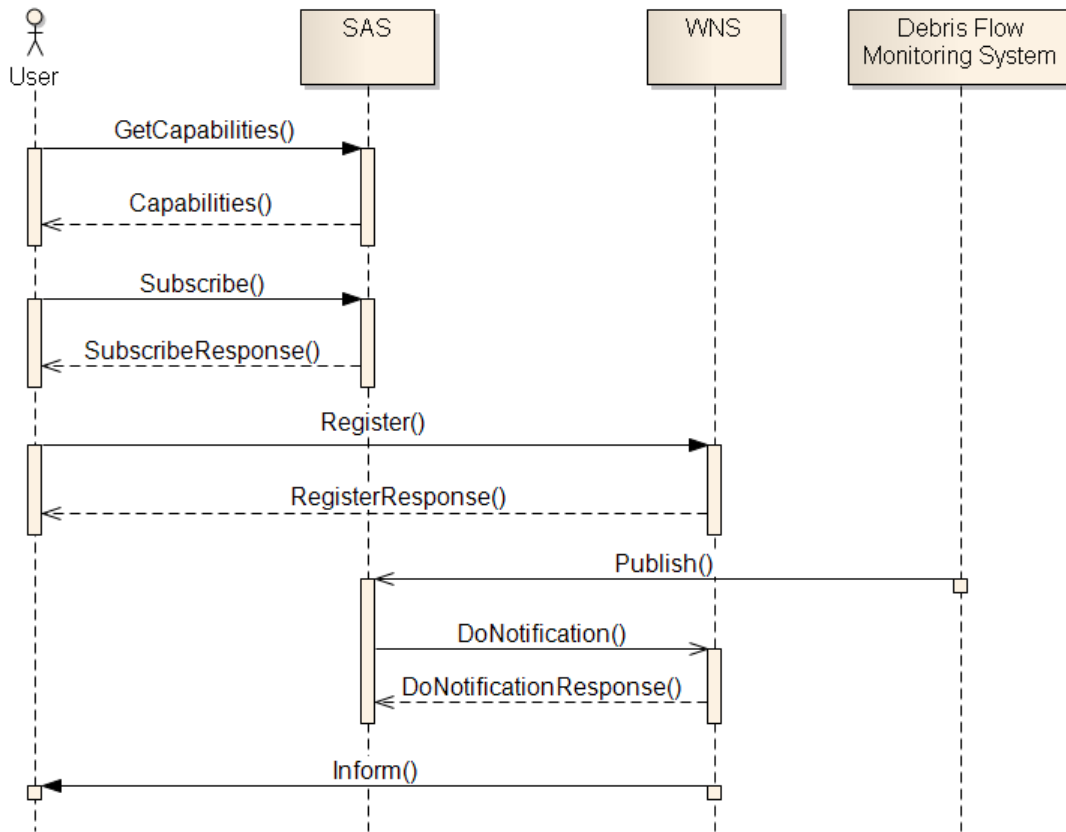 User
SAS
WNS
Debris Flow
Monitoring System
GetCapabilities()
Capabilities()
Subscribe()
SubscribeResponse()
Register()
RegisterResponse()
Publish()
DoNotification()
DoNotificationResponse()
Inform()